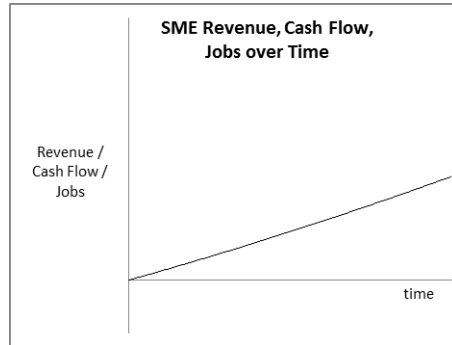 SME Revenue, Cash Flow,
Jobs over Time
Revenue /
Cash Flow /
Jobs
time